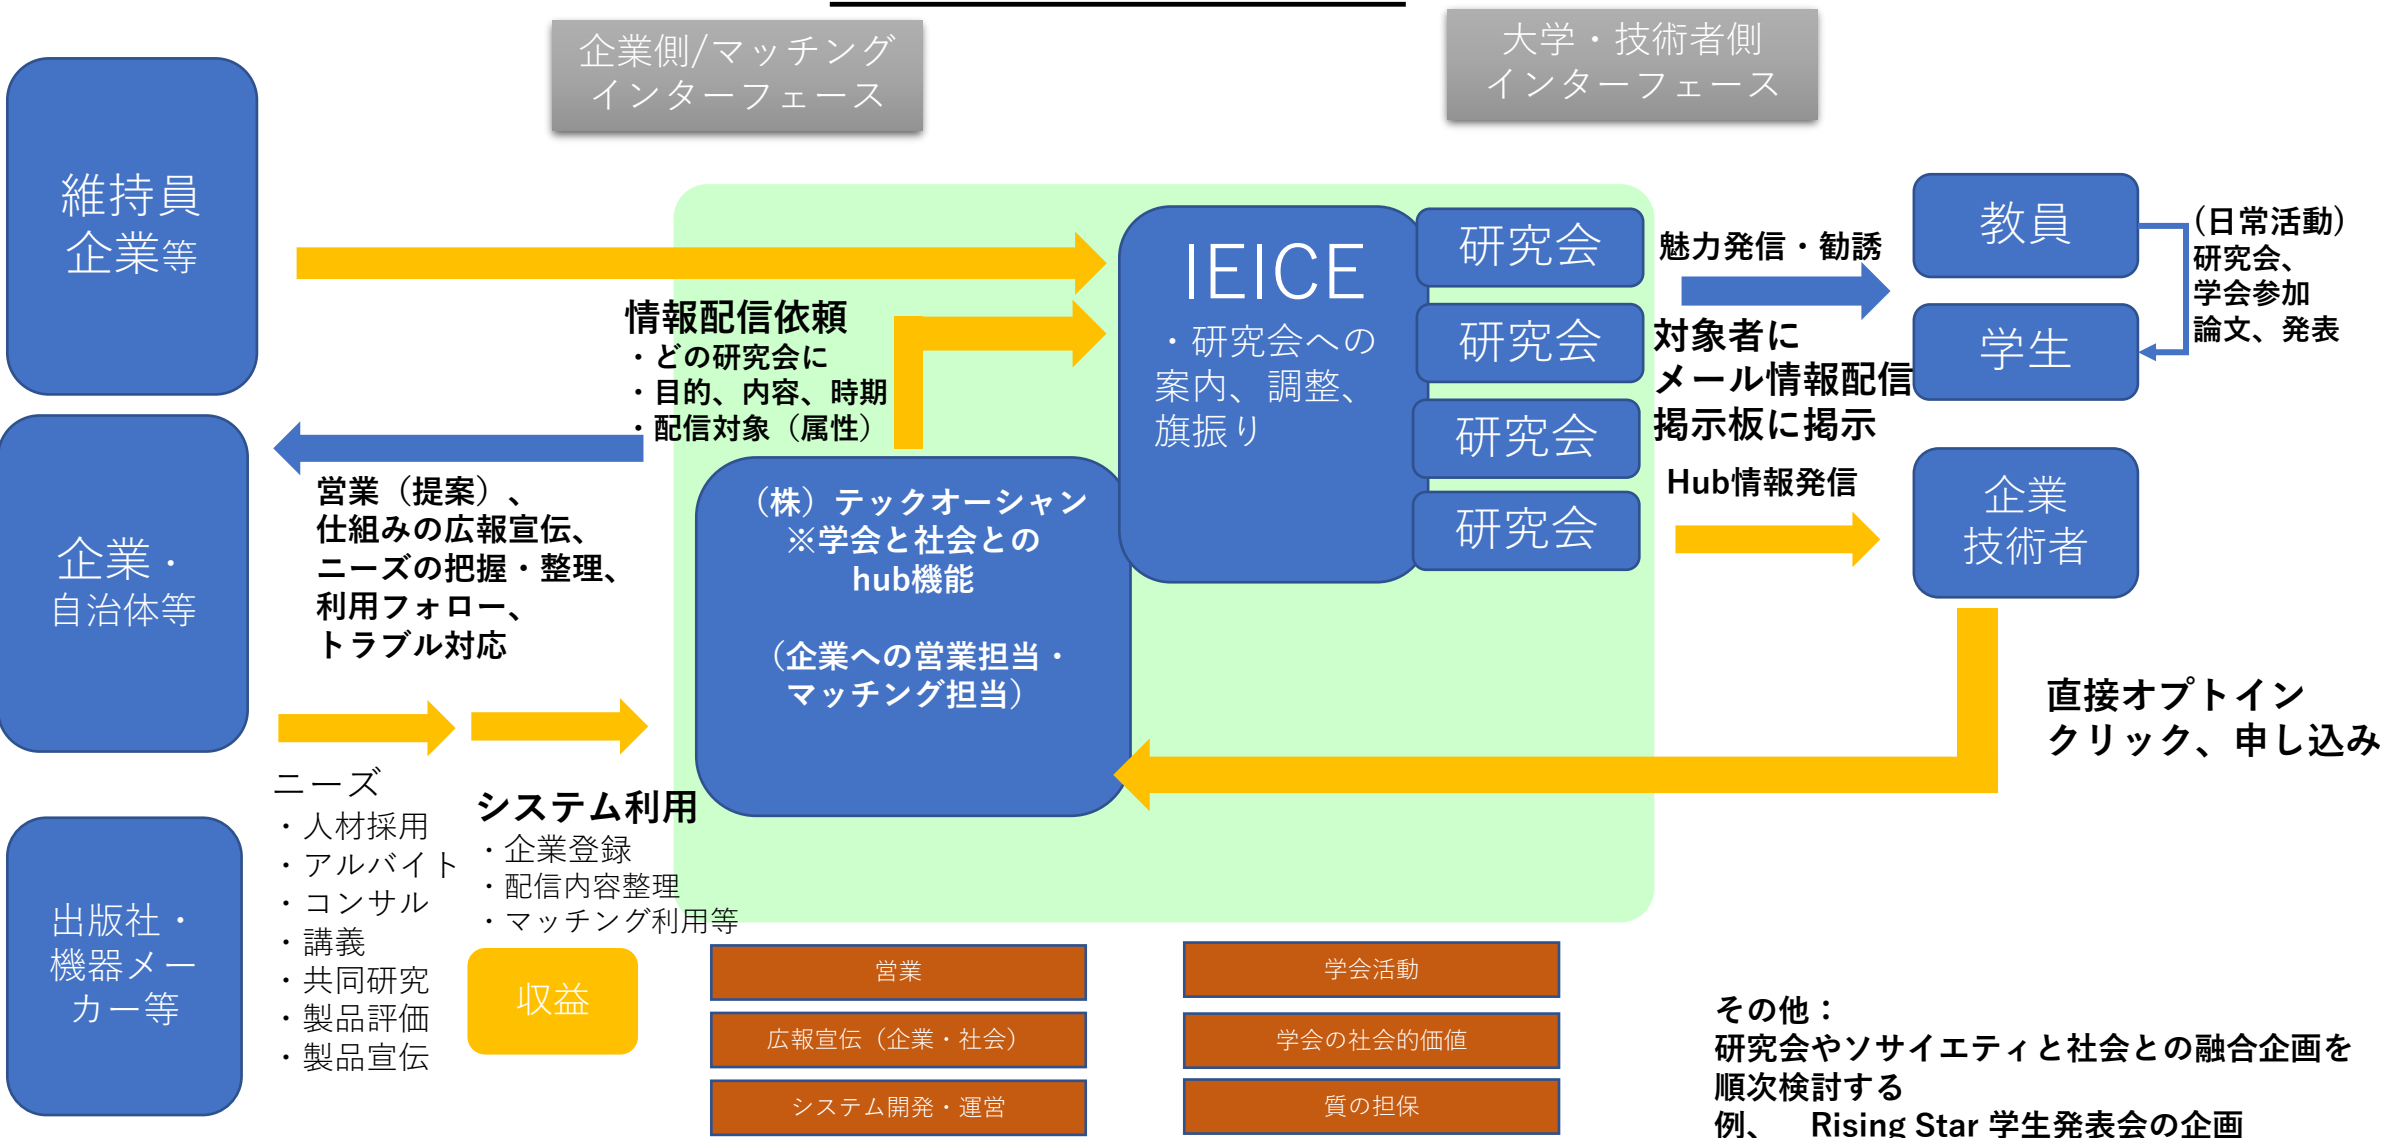 企業側/マッチング
インターフェース
大学・技術者側
インターフェース
維持員
企業等
企業・
自治体等
出版社・
機器メー
カー等
情報配信依頼
・どの研究会に
・目的、内容、時期
・配信対象（属性）
営業（提案）、
仕組みの広報宣伝、
ニーズの把握・整理、
利用フォロー、
トラブル対応
ニーズ
・人材採用
・アルバイト
・コンサル
・講義
・共同研究
・製品評価
・製品宣伝
システム利用
・企業登録
・配信内容整理
・マッチング利用等
収益
（株）テックオーシャン
※学会と社会との
hub機能
（企業への営業担当・
マッチング担当）
IEICE
・研究会への
案内、調整、
旗振り
研究会
研究会
研究会
研究会
魅力発信・勧誘
対象者に
メール情報配信
掲示板に掲示
Hub情報発信
教員
学生
企業
技術者
(日常活動)
研究会、
学会参加
論文、発表
直接オプトイン
クリック、申し込み
営業
広報宣伝（企業・社会）
システム開発・運営
学会活動
学会の社会的価値
質の担保
その他：
研究会やソサイエティと社会との融合企画を
順次検討する
例、　Rising Star 学生発表会の企画